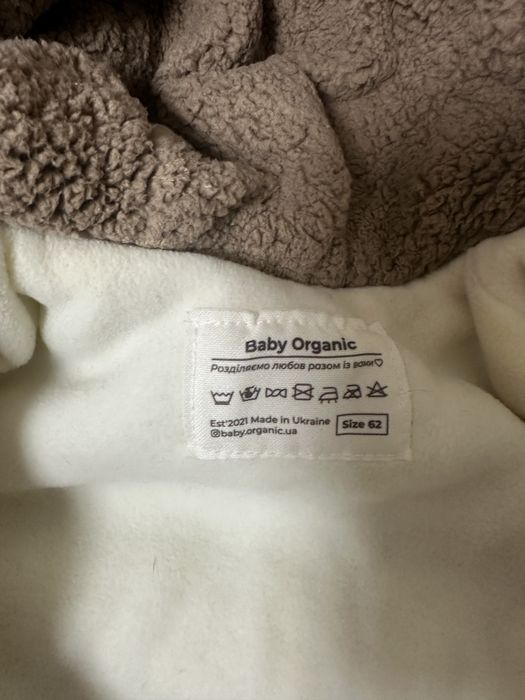 Baby Organic
Розділяємо любов разом із вами♡
Est'2021 Made in Ukraine
@baby.organic.ua
Size 62